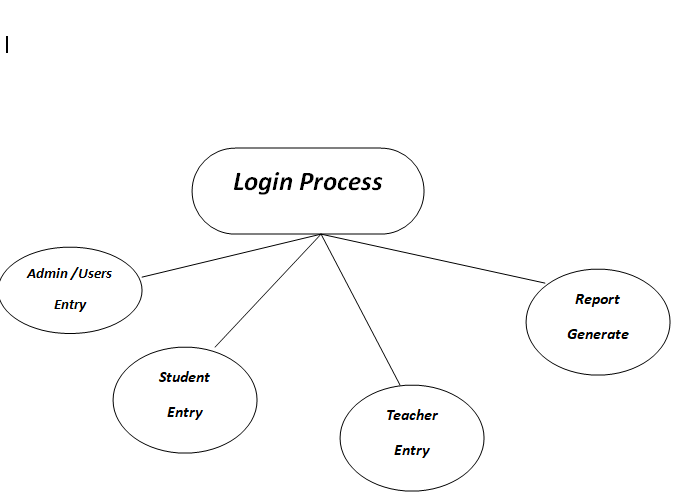 Login Process
Admin /Users
Entry
Student
Entry
Teacher
Entry
Report
Generate